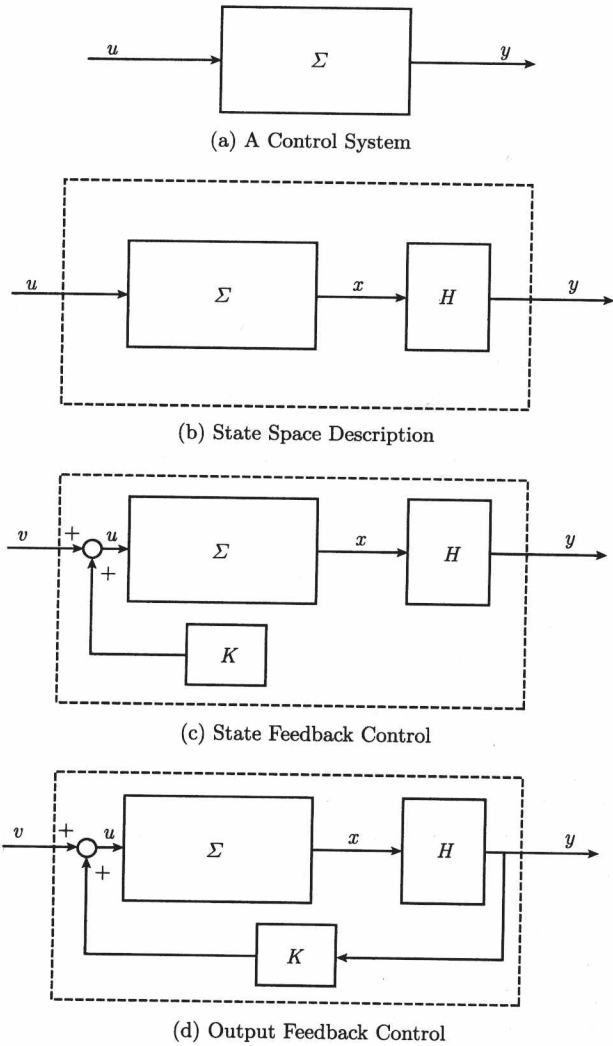 u Σ y
(a) A Control System
u Σ x H y
(b) State Space Description
v + u Σ x H y
+
K
(c) State Feedback Control
v + u Σ x H y
+
K
(d) Output Feedback Control